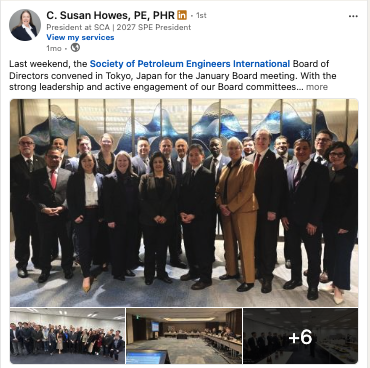 C. Susan Howes, PE, PHR in • 1st
President at SCA | 2027 SPE President
View my services
1mo •
Last weekend, the Society of Petroleum Engineers International Board of
Directors convened in Tokyo, Japan for the January Board meeting. With the
strong leadership and active engagement of our Board committees... more
+6